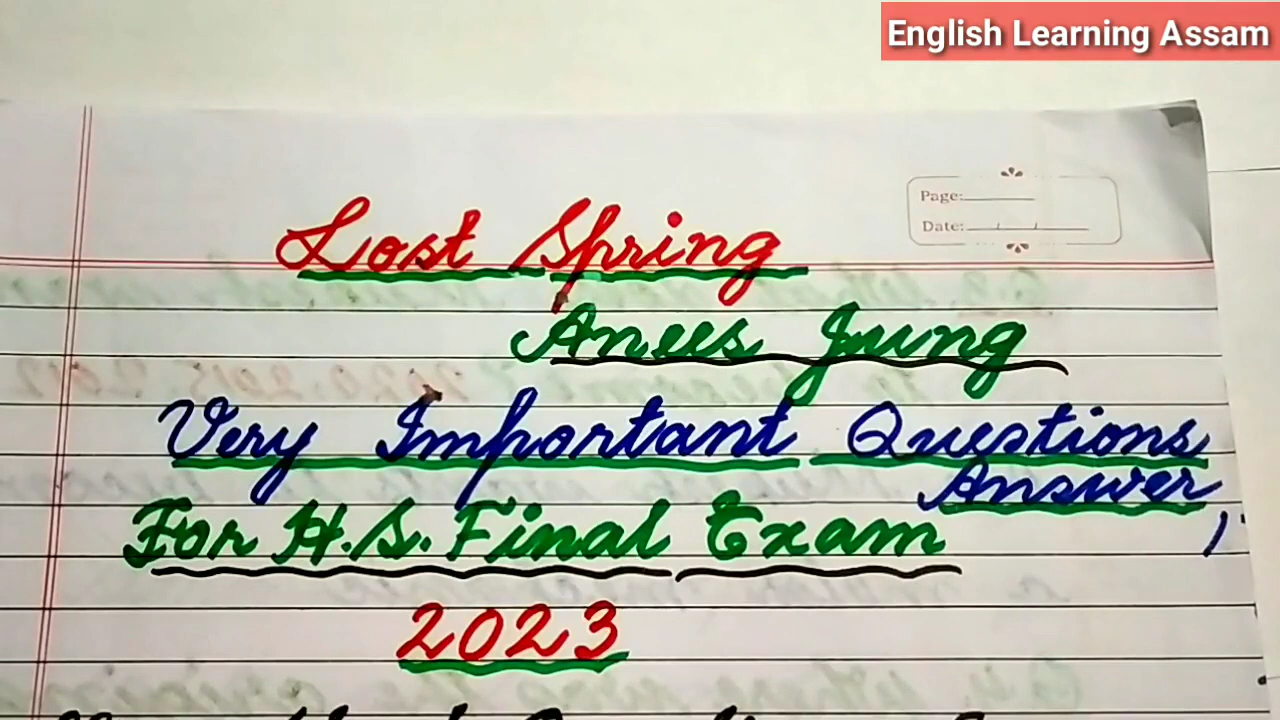 English Learning Assam
Page:
Date:
Lost Spring
Anees Jung
Very Important Questions
Answer
For H.S. Final Exam
2023